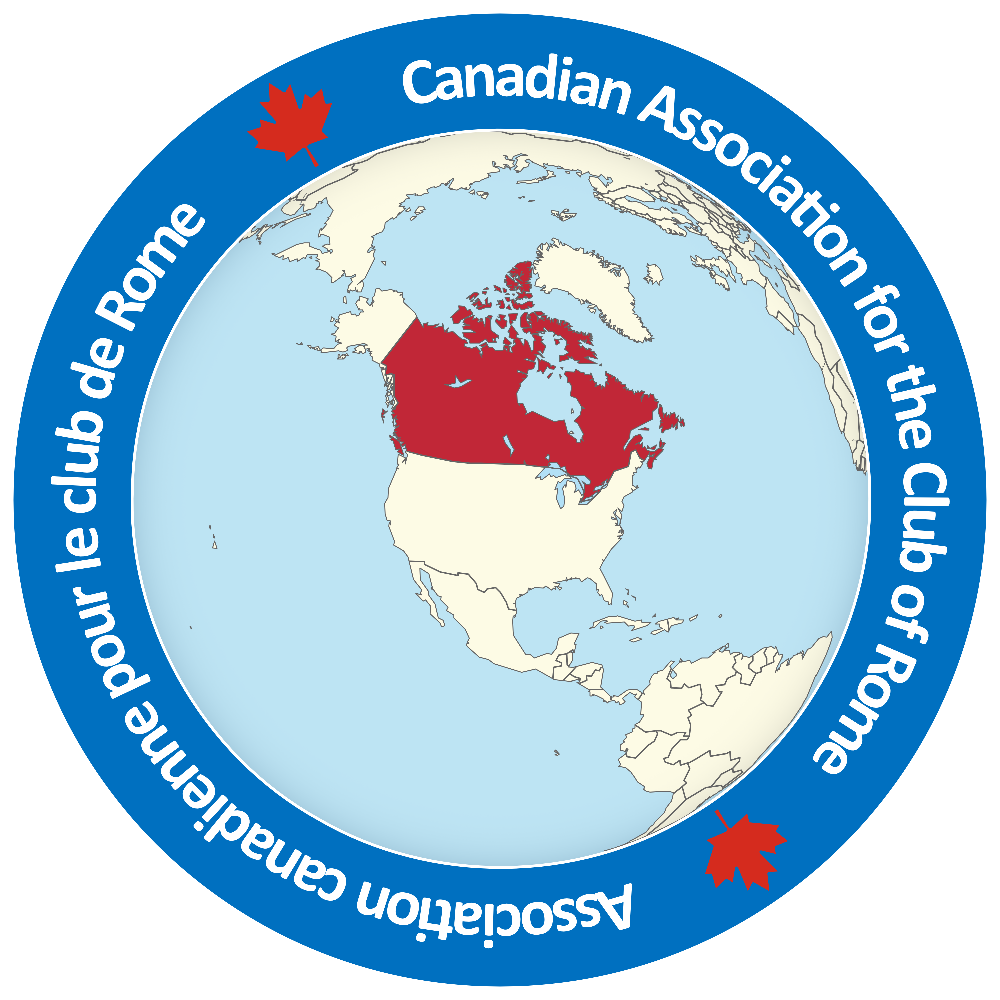 Canadian Association for the Club of Rome
Association canadienne pour le club de Rome